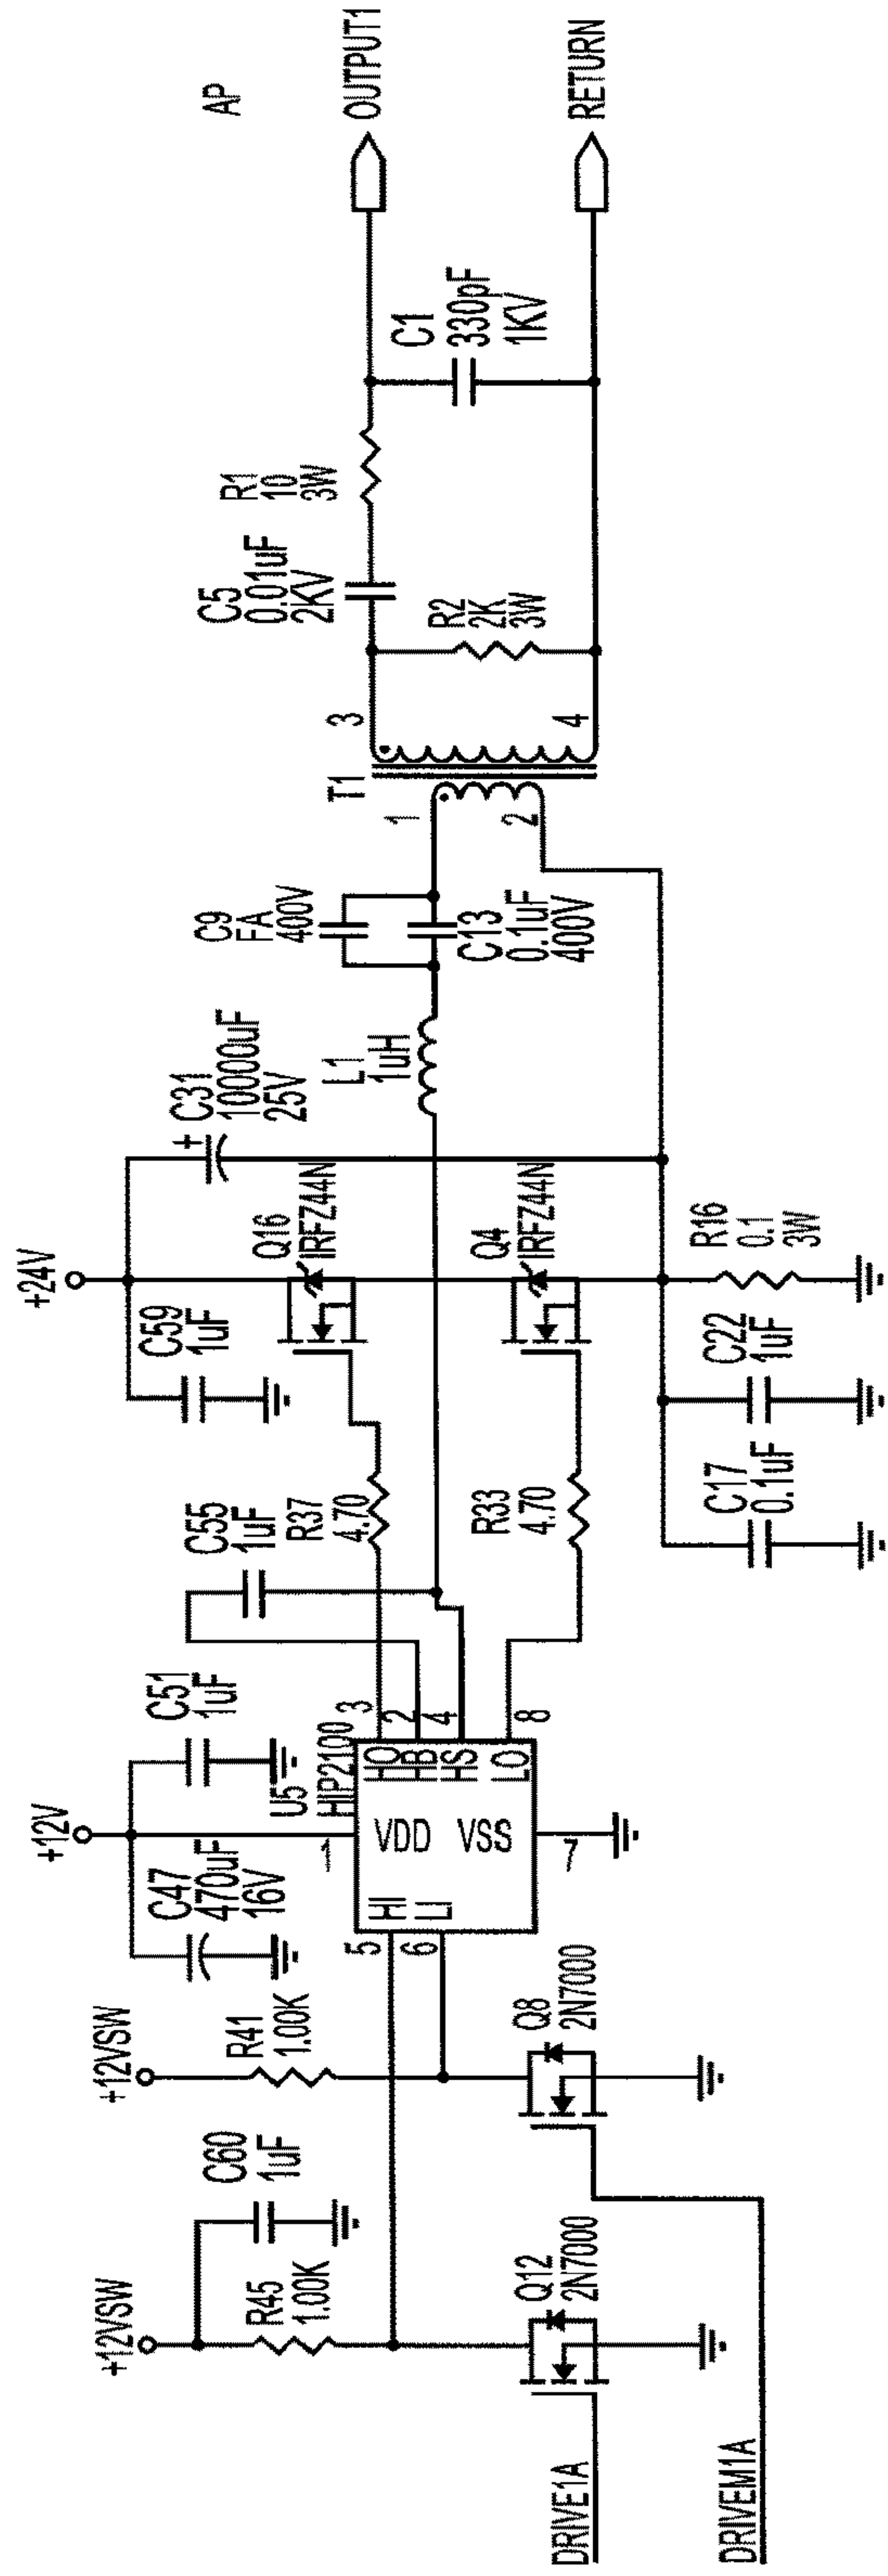 DRIVE1A
DRIVEM1A
+12VSW
C60
1uF
R45
1.00K
Q12
2N7000
+12VSW
R41
1.00K
Q8
2N7000
+12V
C47
470uF
16V
C51
1uF
U5
HIP2100
1
VDD
VSS
7
HI
LI
5
6
HO
HB
HS
LO
3
2
4
8
C55
1uF
R37
4.70
R33
4.70
+24V
C59
1uF
Q16
IRFZ44N
Q4
IRFZ44N
C31
+
10000uF
25V
C17
0.1uF
C22
1uF
R16
0.1
3W
L1
1uH
C9
FA
400V
C13
0.1uF
400V
T1
1
2
3
4
C5
0.01uF
2KV
R2
2K
3W
R1
10
3W
C1
330pF
1KV
AP
OUTPUT1
RETURN